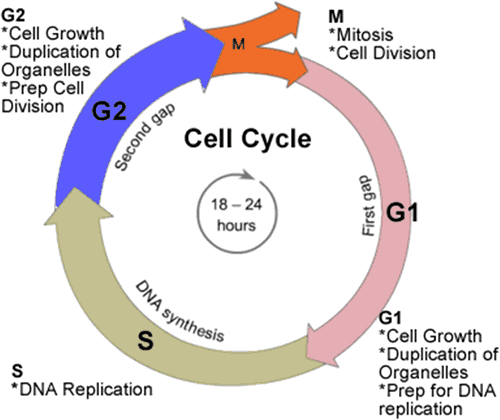 G2
*Cell Growth
*Duplication of
Organelles
*Prep Cell
Division
M
M
*Mitosis
*Cell Division
G2
Second gap
Cell Cycle
18 – 24
hours
First gap
G1
DNA synthesis
S
S
*DNA Replication
G1
*Cell Growth
*Duplication of
Organelles
*Prep for DNA
replication